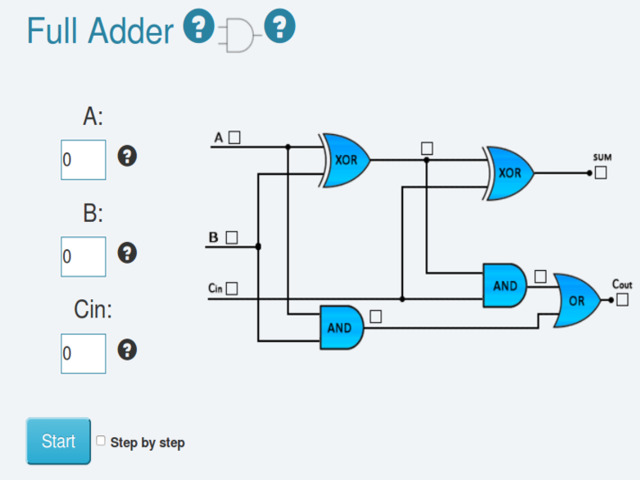 Full Adder ? ?
A:
0 ?
B:
0 ?
Cin:
0 ?
Start Step by step
A
XOR
XOR
SUM
B
Cin
AND
Cout
OR
AND